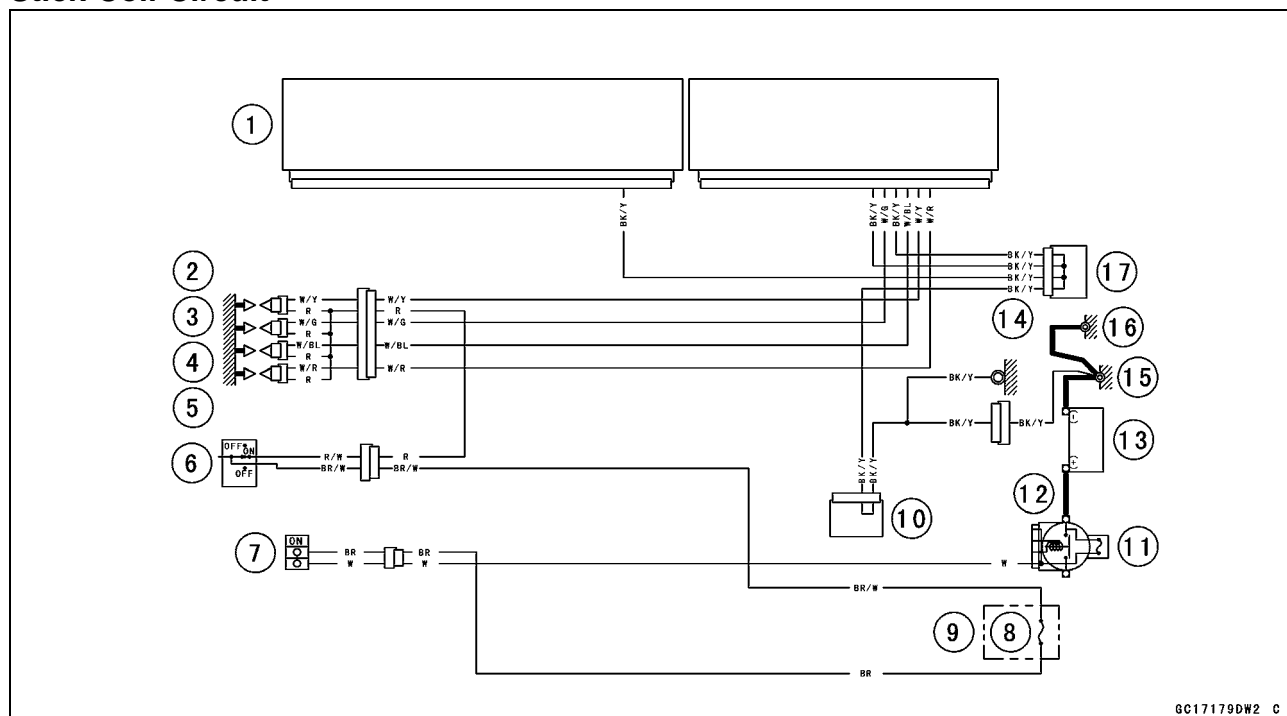 Stick Coil Circuit
1
BK/Y
BK/Y
W/G
BK/Y
W/BL
W/Y
W/R
BK/Y
BK/Y
BK/Y
BK/Y
17
2
3
4
5
W/Y
R
W/G
R
W/BL
R
W/R
R
W/Y
R
W/G
W/BL
W/R
14
16
15
BK/Y
BK/Y
BK/Y
(-)
(+)
13
6
OFF
ON
OFF
R/W
BR/W
R
BR/W
BK/Y
BK/Y
10
12
11
7
ON
BR
W
BR
W
W
BR/W
9
8
BR
GC17179DW2 C